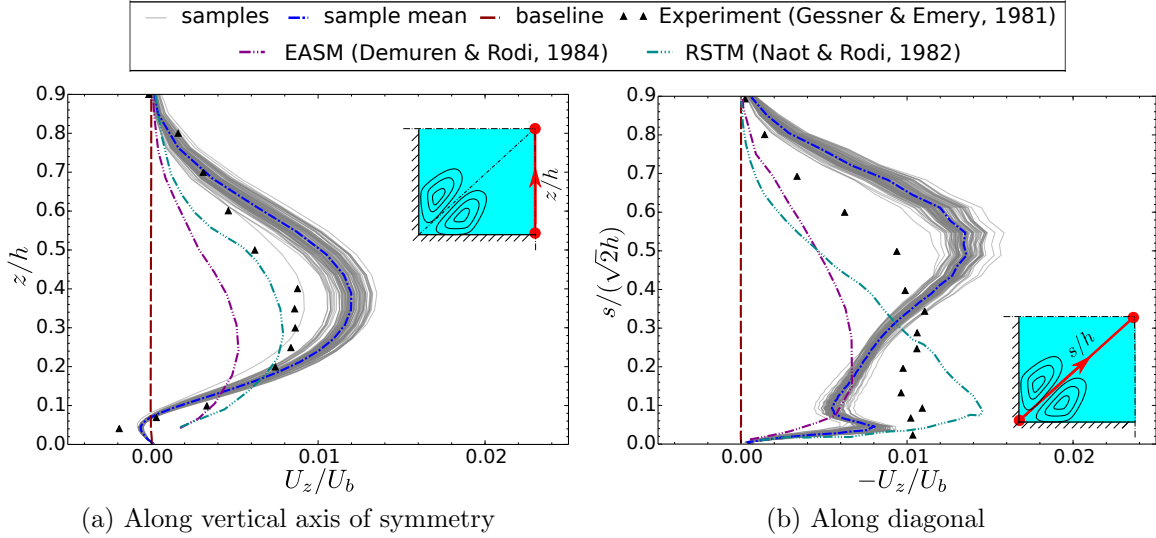 samples sample mean baseline Experiment (Gessner & Emery, 1981)
EASM (Demuren & Rodi, 1984) RSTM (Naot & Rodi, 1982)
0.9
0.8
0.7
0.6
0.5
0.4
0.3
0.2
0.1
0.0
z/h
0.00 0.01 0.02
U_z/U_b
z/h
(a) Along vertical axis of symmetry
0.9
0.8
0.7
0.6
0.5
0.4
0.3
0.2
0.1
0.0
s/(√2h)
0.00 0.01 0.02
−U_z/U_b
s/h
(b) Along diagonal